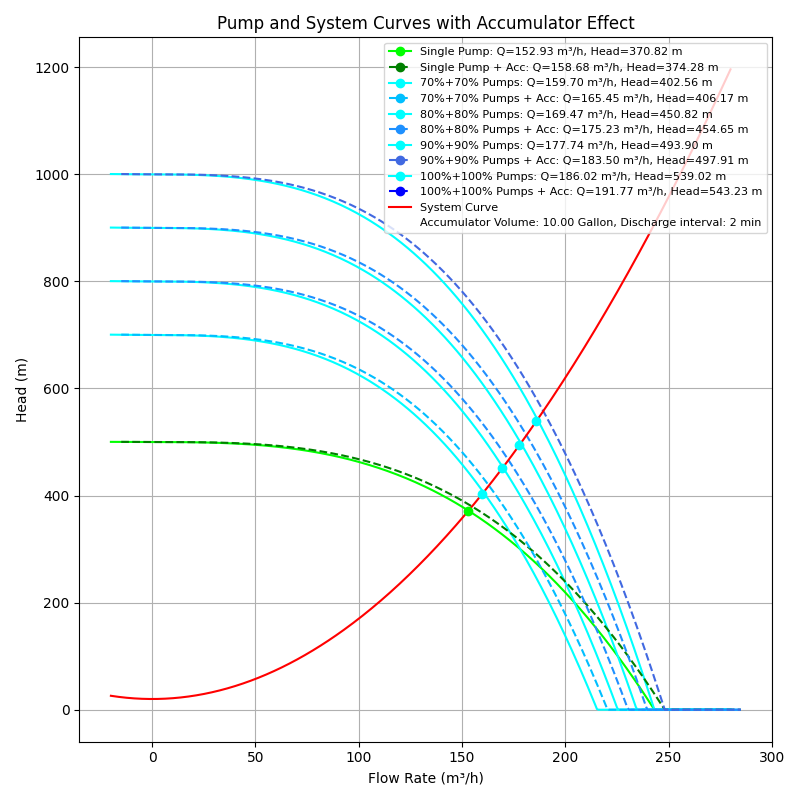 Pump and System Curves with Accumulator Effect
Single Pump: Q=152.93 m³/h, Head=370.82 m
Single Pump + Acc: Q=158.68 m³/h, Head=374.28 m
70%+70% Pumps: Q=159.70 m³/h, Head=402.56 m
70%+70% Pumps + Acc: Q=165.45 m³/h, Head=406.17 m
80%+80% Pumps: Q=169.47 m³/h, Head=450.82 m
80%+80% Pumps + Acc: Q=175.23 m³/h, Head=454.65 m
90%+90% Pumps: Q=177.74 m³/h, Head=493.90 m
90%+90% Pumps + Acc: Q=183.50 m³/h, Head=497.91 m
100%+100% Pumps: Q=186.02 m³/h, Head=539.02 m
100%+100% Pumps + Acc: Q=191.77 m³/h, Head=543.23 m
System Curve
Accumulator Volume: 10.00 Gallon, Discharge interval: 2 min
1200
1000
800
600
400
200
0
Head (m)
0
50
100
150
200
250
300
Flow Rate (m³/h)